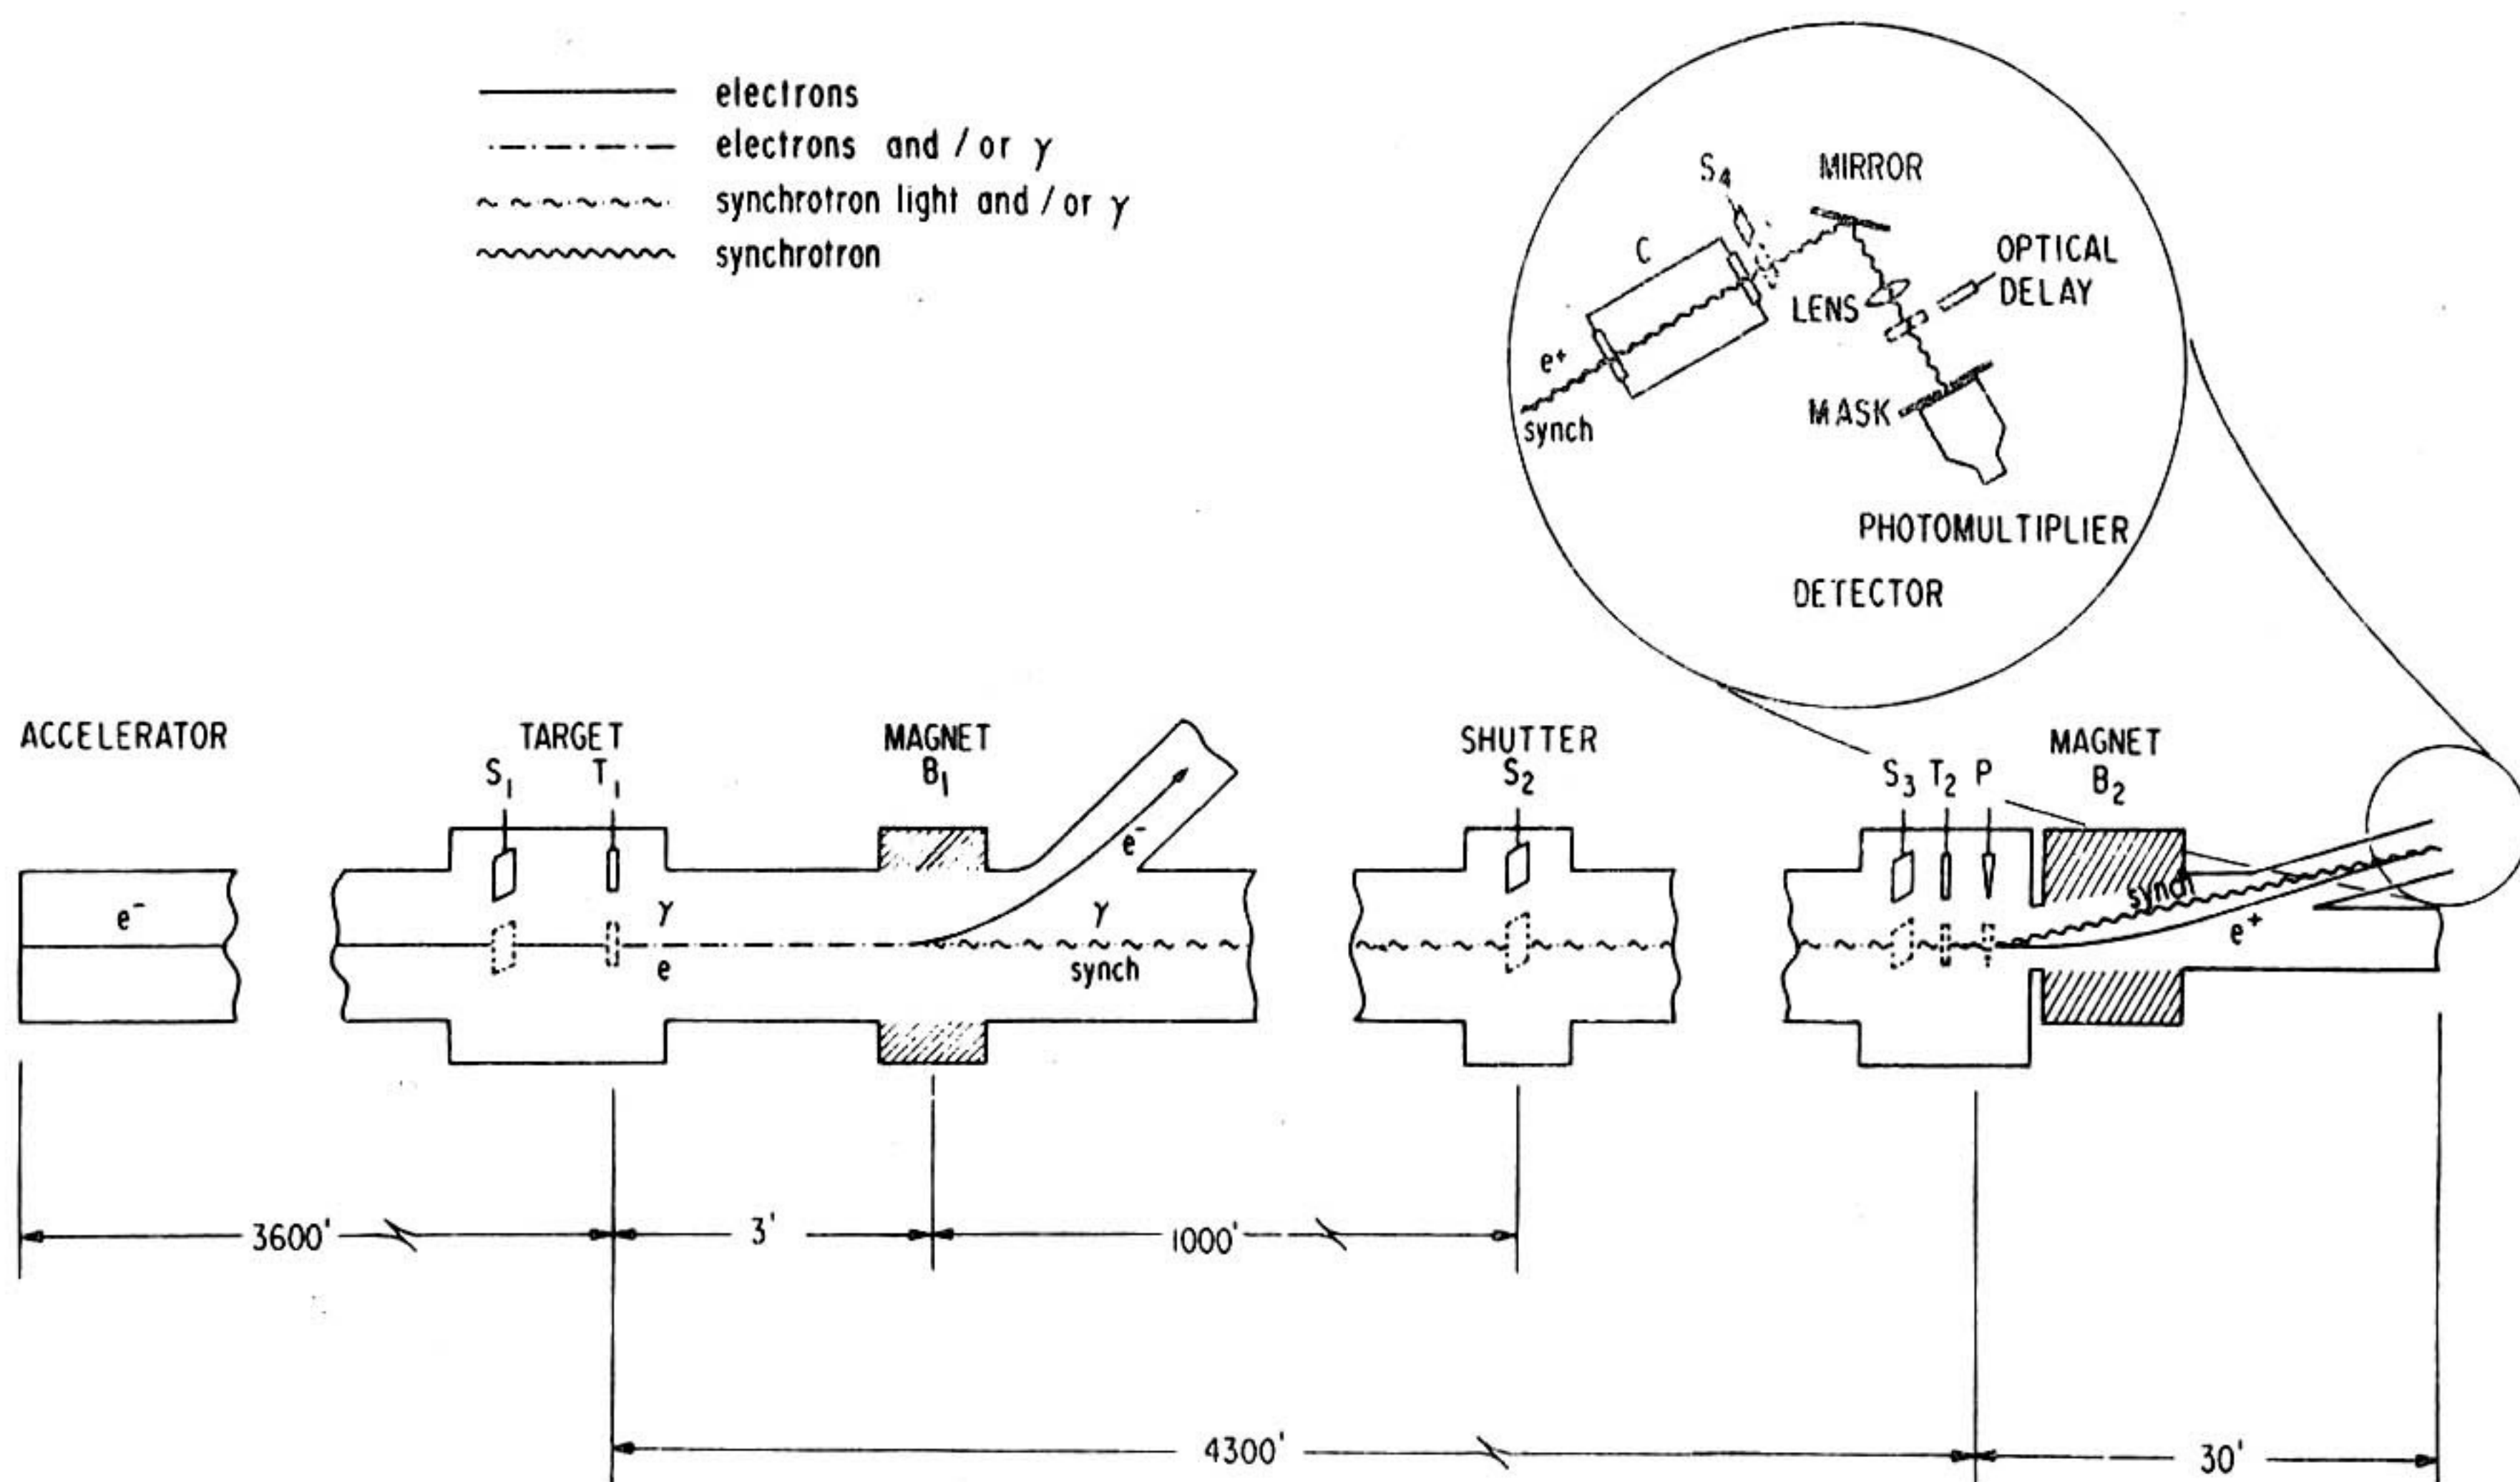 electrons
electrons and / or γ
synchrotron light and / or γ
synchrotron
S4
MIRROR
C
OPTICAL
DELAY
LENS
e+
synch
MASK
PHOTOMULTIPLIER
DETECTOR
ACCELERATOR
TARGET
S1 T1
MAGNET
B1
SHUTTER
S2
S3 T2 P
MAGNET
B2
e-
γ
e
e-
γ
synch
synch
e+
3600'
3'
1000'
4300'
30'